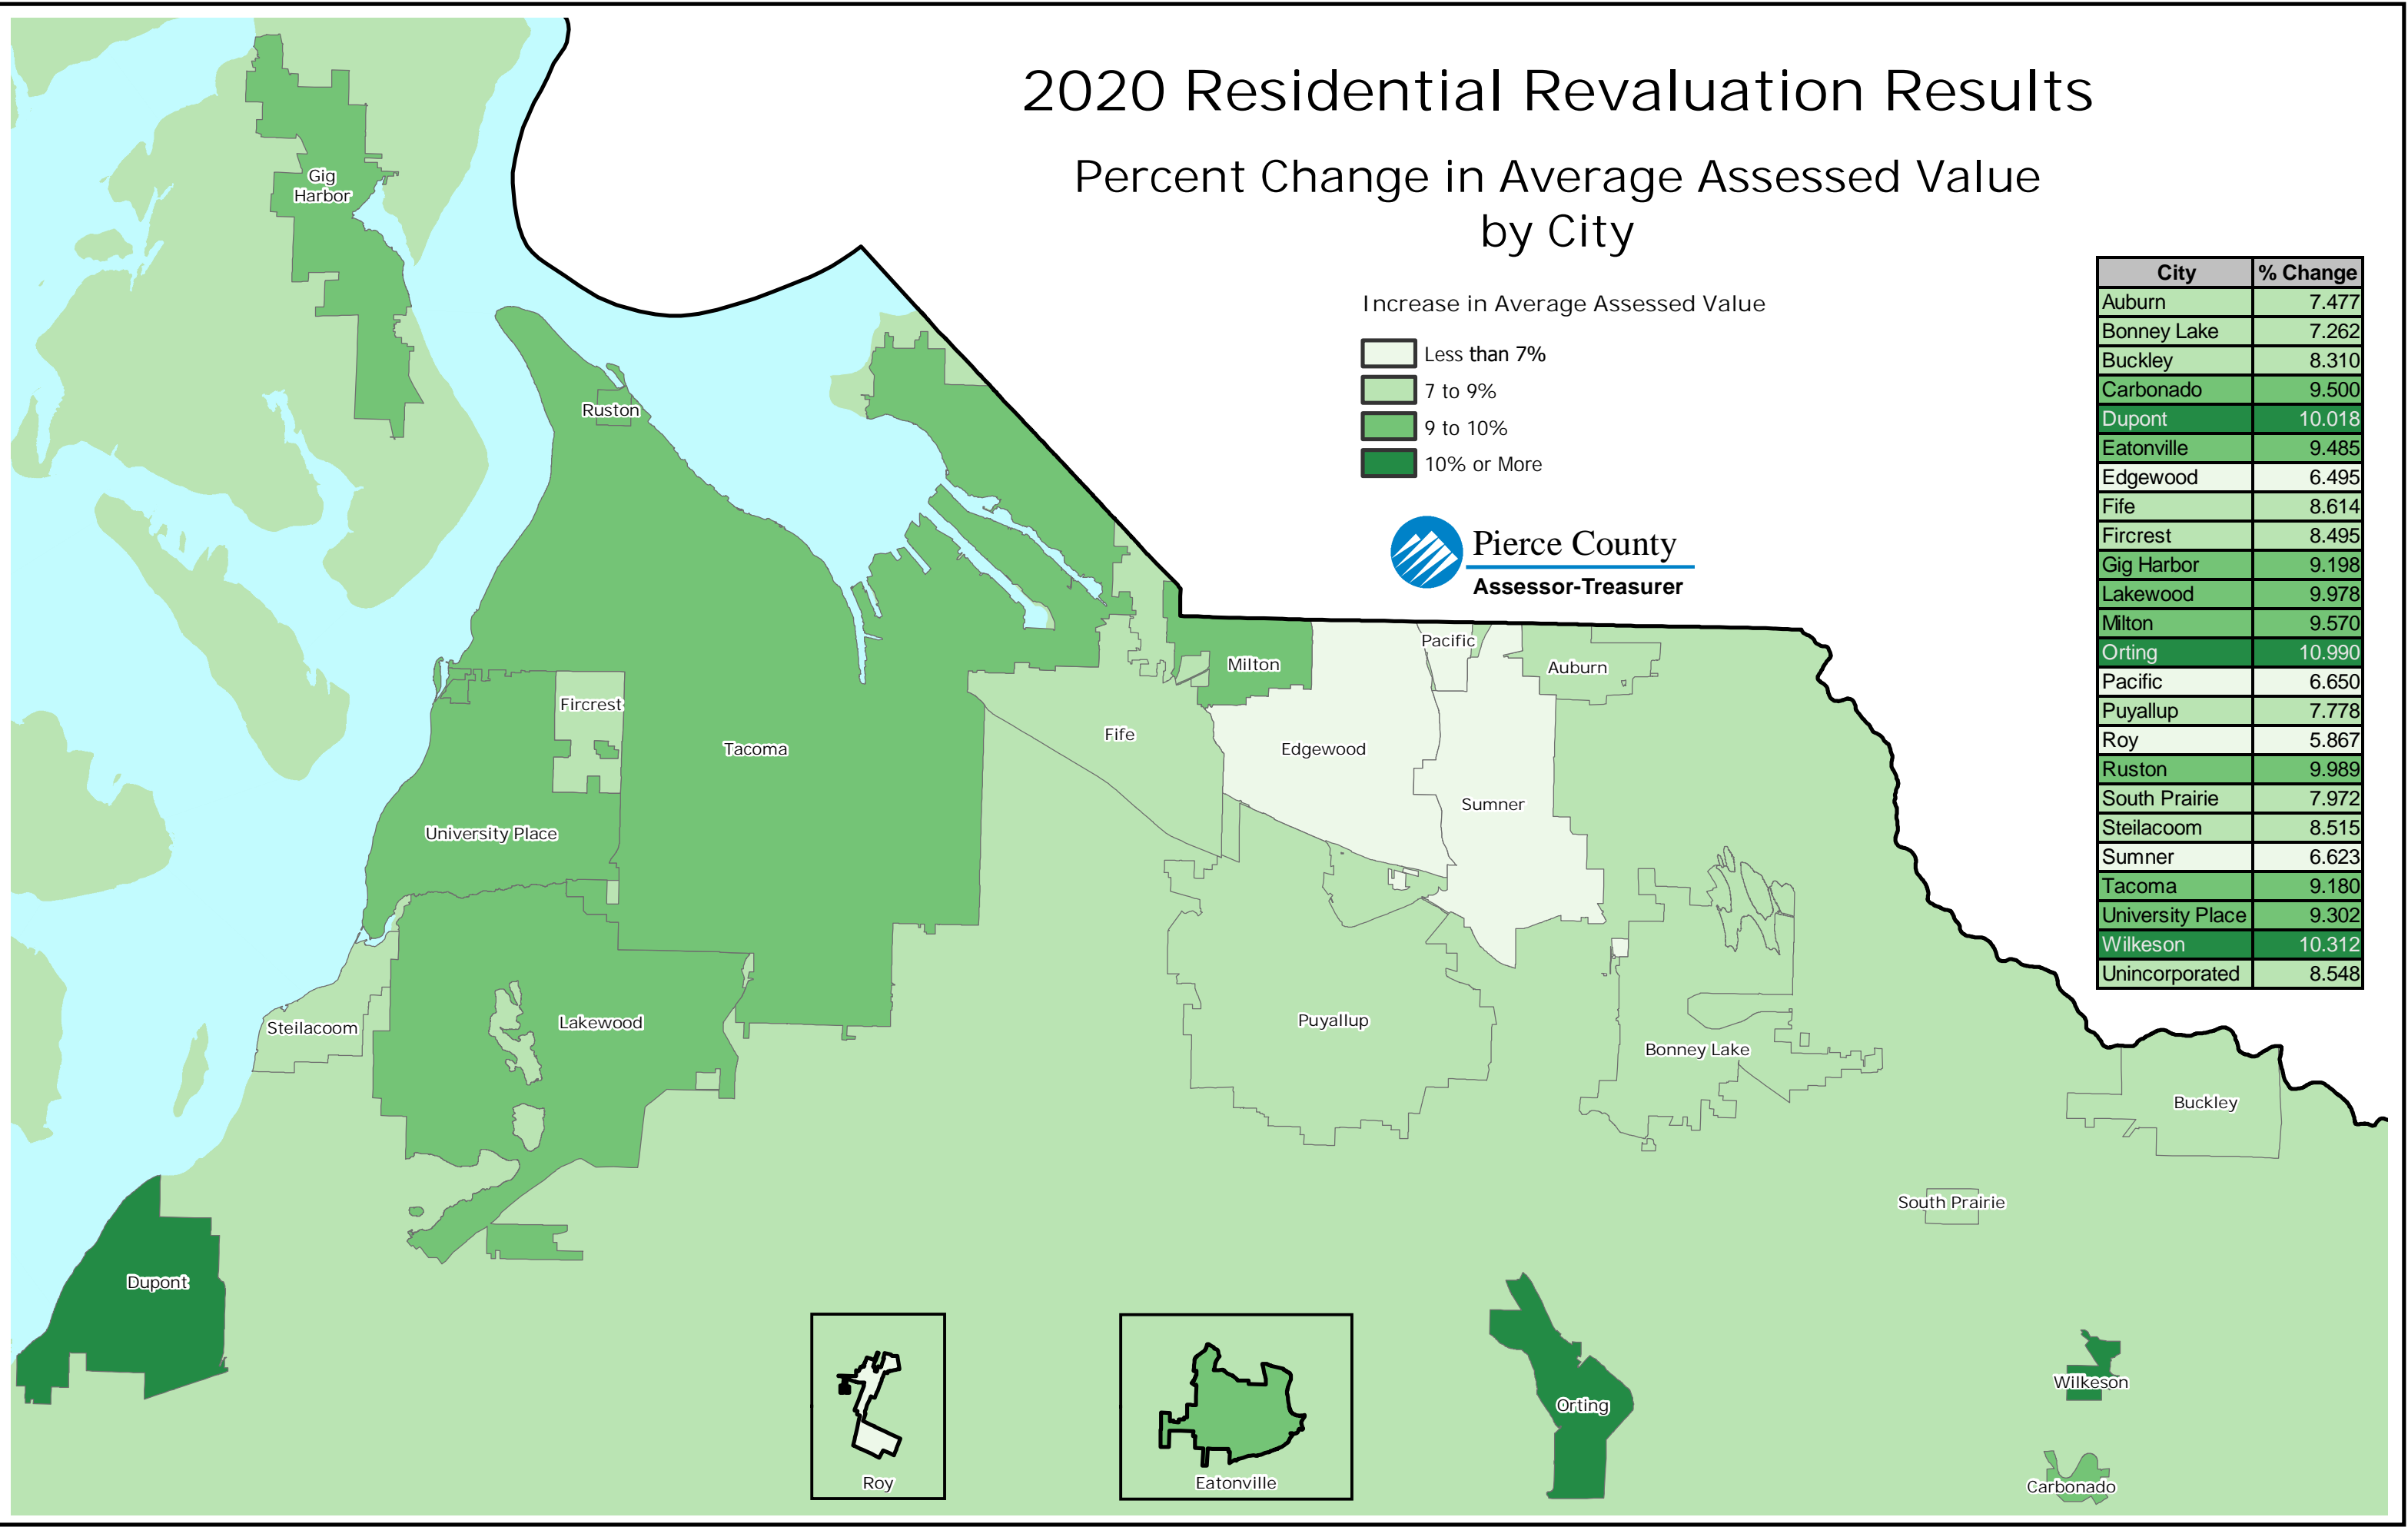 2020 Residential Revaluation Results
Percent Change in Average Assessed Value
by City
Increase in Average Assessed Value
Less than 7%
7 to 9%
9 to 10%
10% or More
Pierce County
Assessor-Treasurer
City % Change
Auburn 7.477
Bonney Lake 7.262
Buckley 8.310
Carbonado 9.500
Dupont 10.018
Eatonville 9.485
Edgewood 6.495
Fife 8.614
Fircrest 8.495
Gig Harbor 9.198
Lakewood 9.978
Milton 9.570
Orting 10.990
Pacific 6.650
Puyallup 7.778
Roy 5.867
Ruston 9.989
South Prairie 7.972
Steilacoom 8.515
Sumner 6.623
Tacoma 9.180
University Place 9.302
Wilkeson 10.312
Unincorporated 8.548
Gig
Harbor
Ruston
Pacific
Milton
Auburn
Fircrest
Fife
Tacoma
Edgewood
Sumner
University Place
Puyallup
Lakewood
Steilacoom
Bonney Lake
Buckley
South Prairie
Dupont
Wilkeson
Orting
Roy
Eatonville
Carbonado